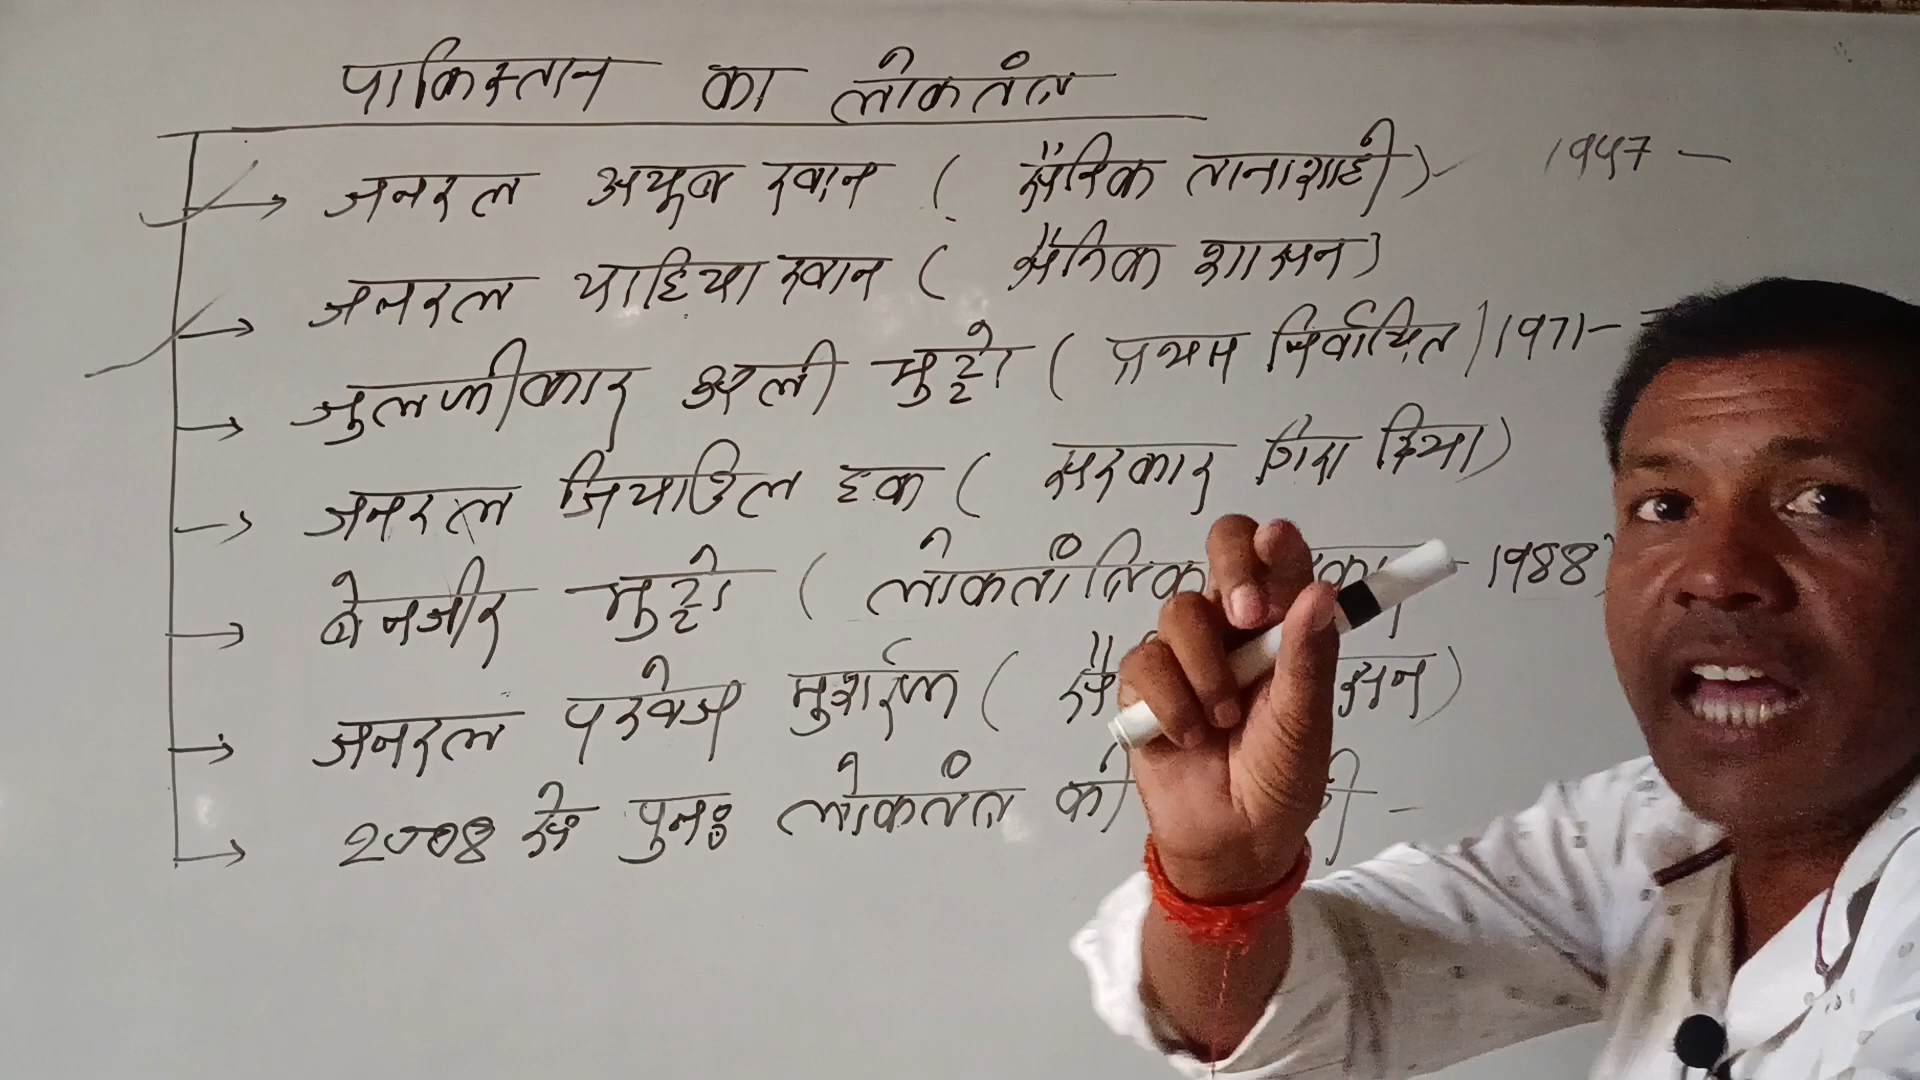 पाकिस्तान का लोकतंत्र
जनरल अयूब खान ( सैनिक तानाशाही) - 1947 -
जनरल याहिया खान ( सैनिक शासन)
जुलफीकार अली भुट्टो ( प्रथम निर्वाचित) 1971 -
जनरल जियाउल हक ( सरकार गिरा दिया)
बेनजीर भुट्टो ( लोकतांत्रिक - 1988)
जनरल परवेज मुशर्रफ (
2008 से पुनः लोकतंत्र की -